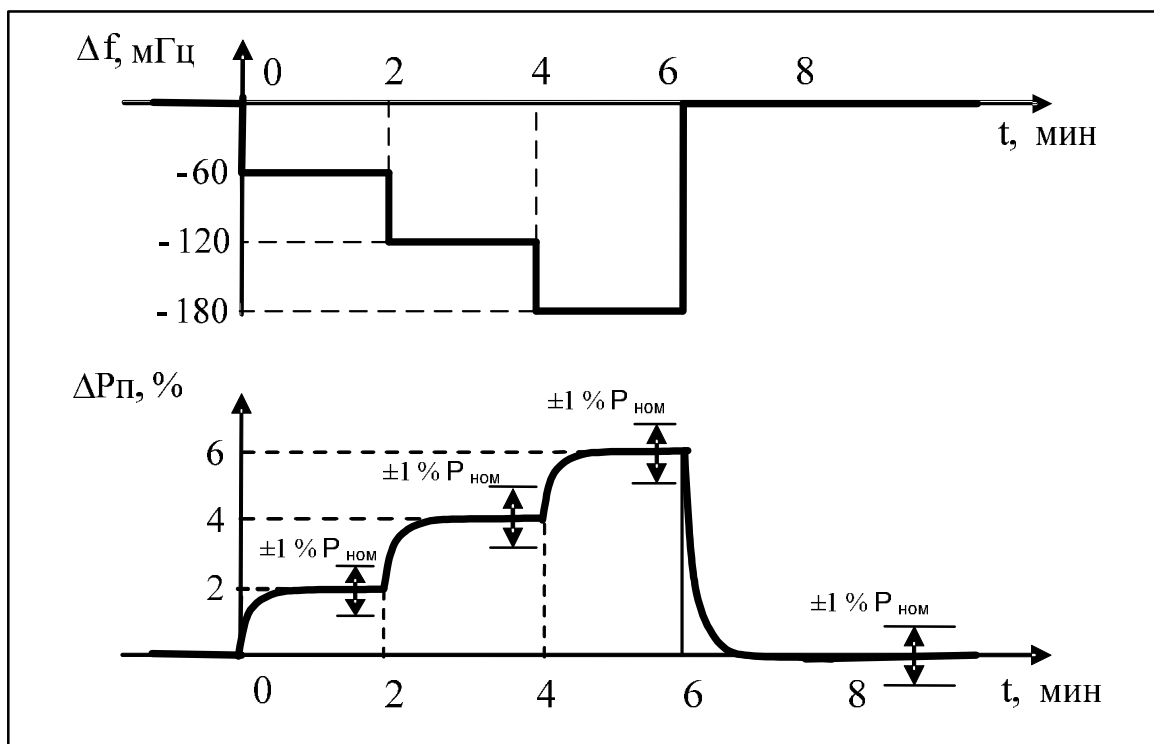 Δf, мГц
0 2 4 6 8
t, мин
-60
-120
-180
ΔPп, %
±1 % P ном
6
±1 % P ном
4
±1 % P ном
2
±1 % P ном
0 2 4 6 8
t, мин